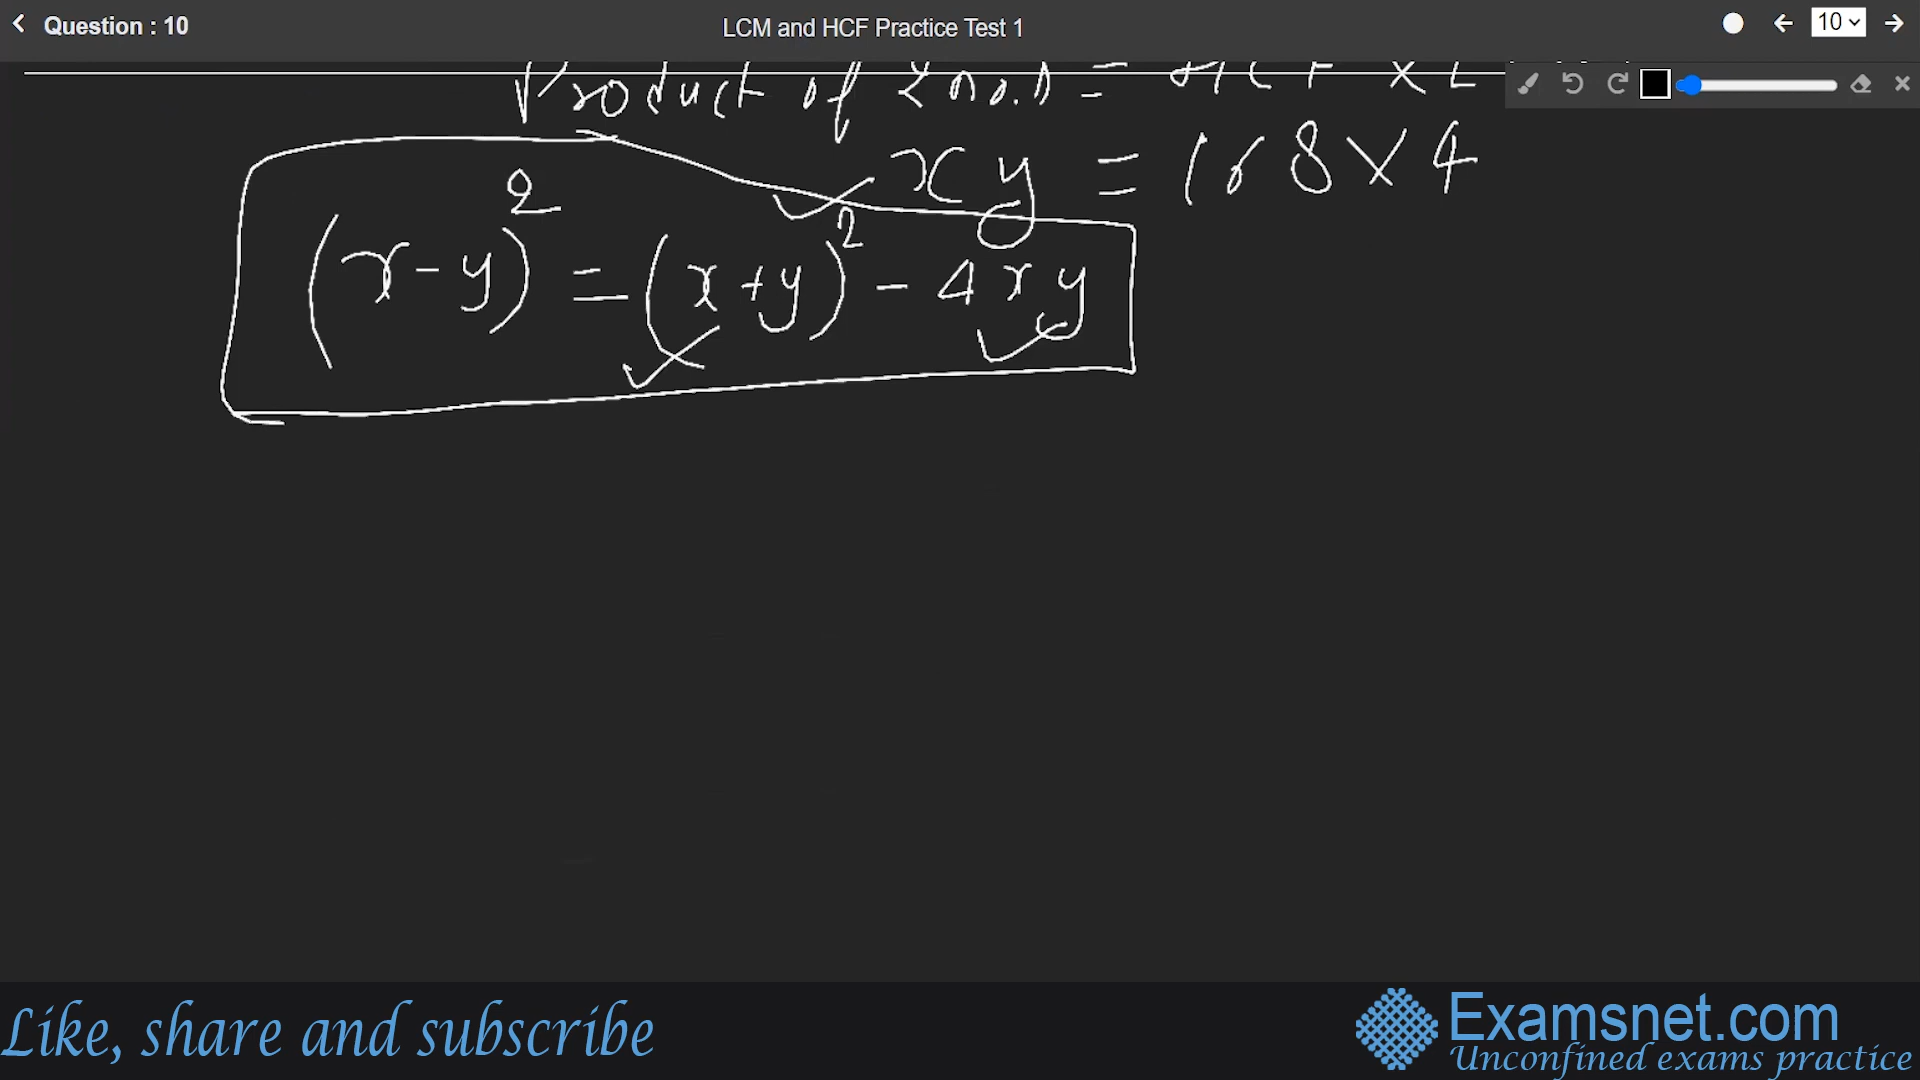 Question : 10
LCM and HCF Practice Test 1
10
Product of 2 no.s = HCF × L
xy = 168 × 4
(x - y)² = (x + y)² - 4xy
Like, share and subscribe
Examsnet.com
Unconfined exams practice